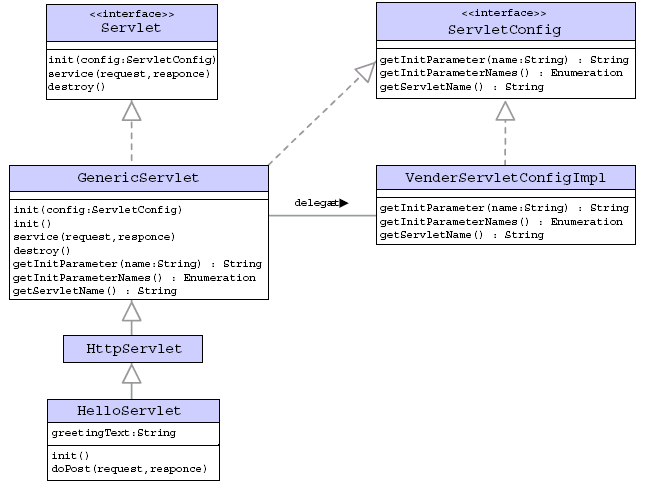 <<interface>>
Servlet
init(config:ServletConfig)
service(request,responce)
destroy()
<<interface>>
ServletConfig
getInitParameter(name:String) : String
getInitParameterNames() : Enumeration
getServletName() : String
GenericServlet
init(config:ServletConfig)
init()
service(request,responce)
destroy()
getInitParameter(name:String) : String
getInitParameterNames() : Enumeration
getServletName() : String
VenderServletConfigImpl
getInitParameter(name:String) : String
getInitParameterNames() : Enumeration
getServletName() : String
HttpServlet
HelloServlet
greetingText:String
init()
doPost(request,responce)